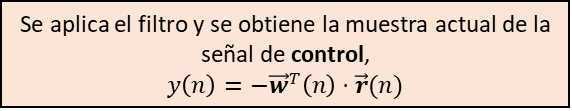 Se aplica el filtro y se obtiene la muestra actual de la
señal de control,
y(n) = −w⃗ᵀ(n) · r⃗(n)